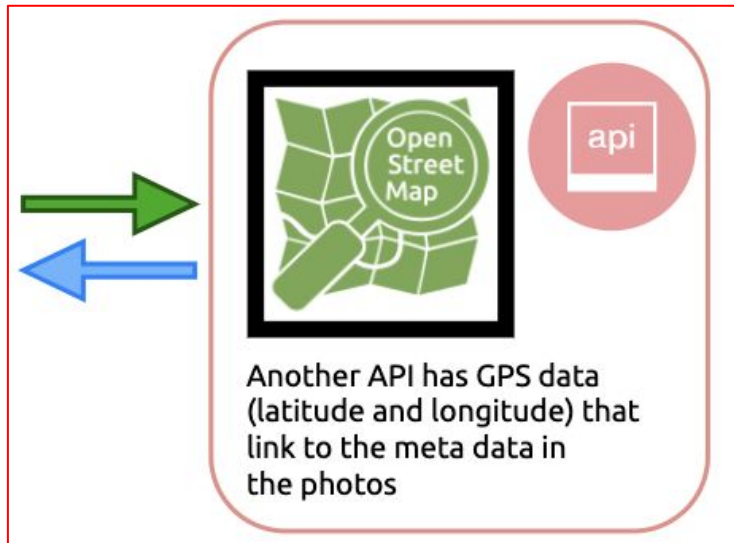 Open
Street
Map
api
Another API has GPS data
(latitude and longitude) that
link to the meta data in
the photos